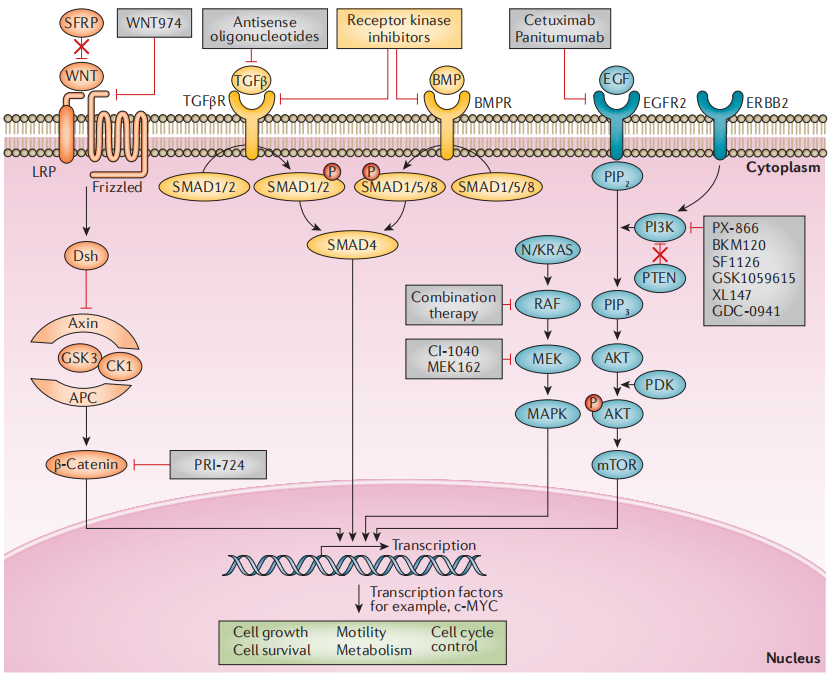 SFRP
WNT974
Antisense
oligonucleotides
Receptor kinase
inhibitors
Cetuximab
Panitumumab
WNT
TGFβ
BMP
EGF
TGFβR
BMPR
EGFR2
ERBB2
LRP
Frizzled
Cytoplasm
SMAD1/2
SMAD1/2
P
P
SMAD1/5/8
SMAD1/5/8
PIP2
Dsh
SMAD4
N/KRAS
PI3K
PTEN
PX-866
BKM120
SF1126
GSK1059615
XL147
GDC-0941
Combination
therapy
RAF
PIP3
Axin
GSK3
CK1
APC
CI-1040
MEK162
MEK
AKT
PDK
MAPK
P
AKT
β-Catenin
PRI-724
mTOR
Transcription
Transcription factors
for example, c-MYC
Cell growth
Motility
Cell cycle
control
Cell survival
Metabolism
Nucleus